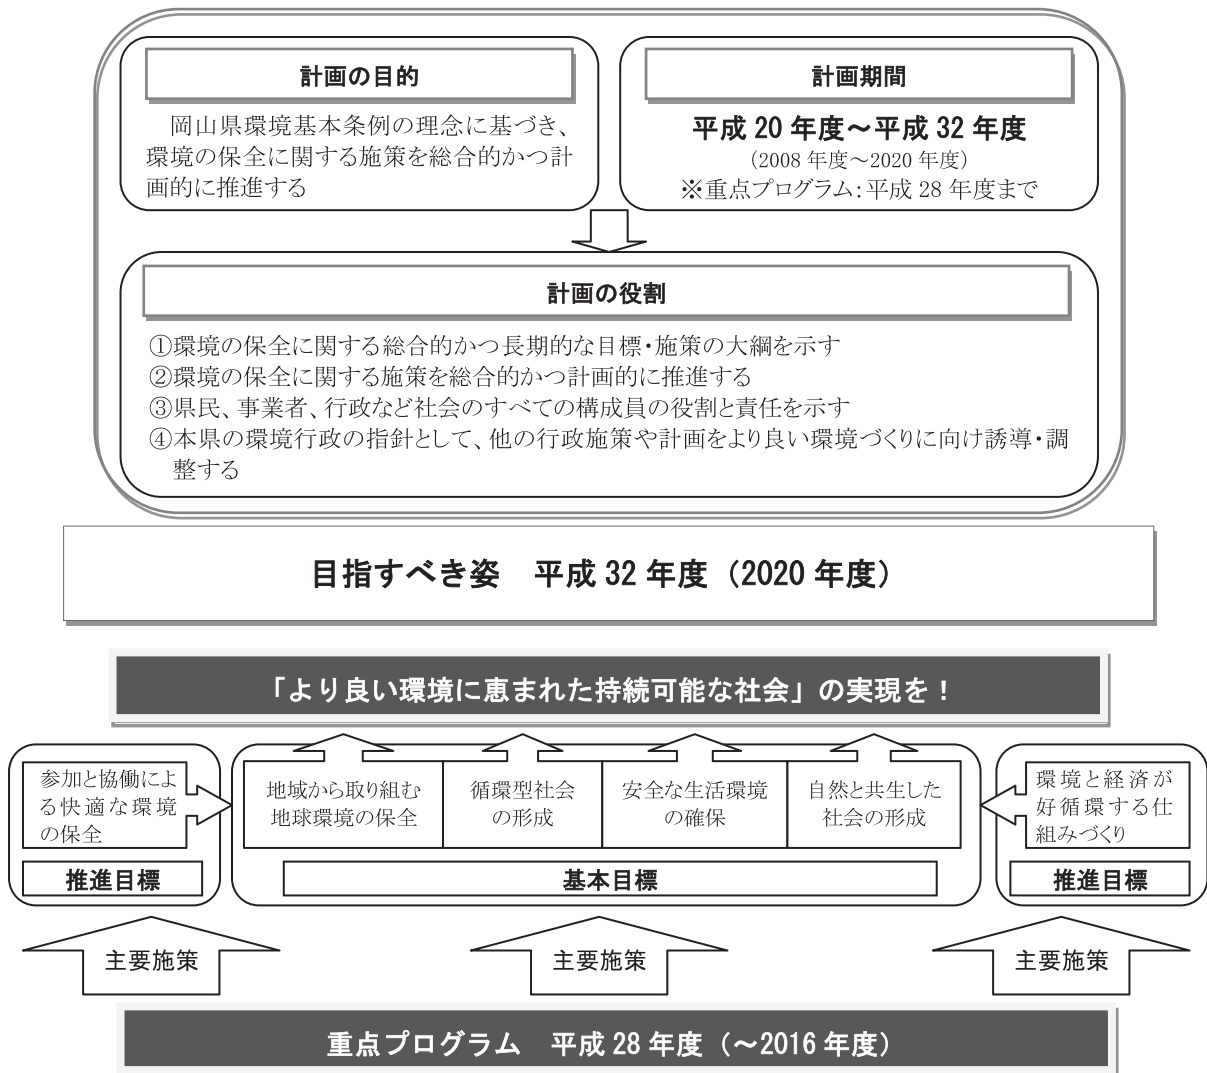 計画の目的
岡山県環境基本条例の理念に基づき、
環境の保全に関する施策を総合的かつ計
画的に推進する
計画期間
平成 20 年度～平成 32 年度
(2008 年度～2020 年度)
※重点プログラム：平成 28 年度まで
計画の役割
①環境の保全に関する総合的かつ長期的な目標・施策の大綱を示す
②環境の保全に関する施策を総合的かつ計画的に推進する
③県民、事業者、行政など社会のすべての構成員の役割と責任を示す
④本県の環境行政の指針として、他の行政施策や計画をより良い環境づくりに向け誘導・調
整する
目指すべき姿　平成 32 年度（2020 年度）
「より良い環境に恵まれた持続可能な社会」の実現を！
参加と協働によ
る快適な環境
の保全
推進目標
地域から取り組む
地球環境の保全
循環型社会
の形成
安全な生活環境
の確保
自然と共生した
社会の形成
基本目標
環境と経済が
好循環する仕
組みづくり
推進目標
主要施策
主要施策
主要施策
重点プログラム　平成 28 年度（～2016 年度）